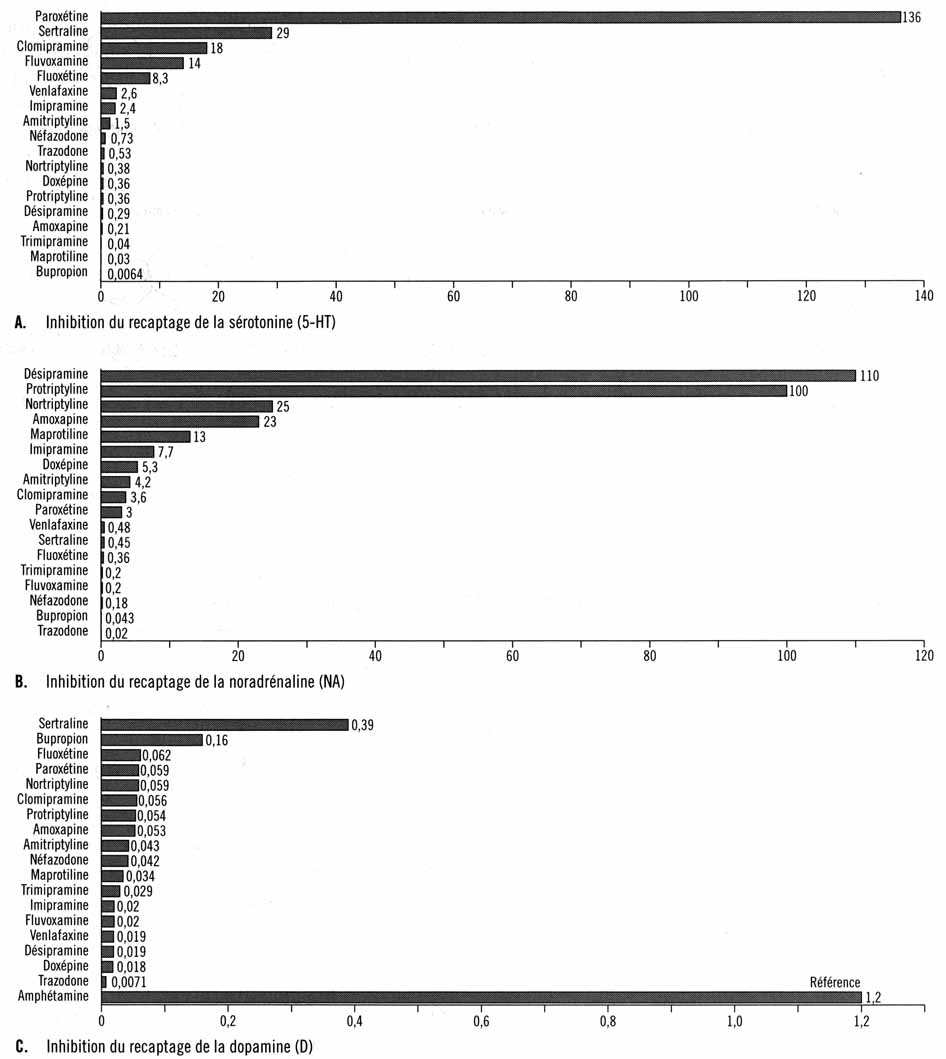 Paroxétine 136
Sertraline 29
Clomipramine 18
Fluvoxamine 14
Fluoxétine 8,3
Venlafaxine 2,6
Imipramine 2,4
Amitriptyline 1,5
Néfazodone 0,73
Trazodone 0,53
Nortriptyline 0,38
Doxépine 0,36
Protriptyline 0,36
Désipramine 0,29
Amoxapine 0,21
Trimipramine 0,04
Maprotiline 0,03
Bupropion 0,0064
0 20 40 60 80 100 120 140
A. Inhibition du recaptage de la sérotonine (5-HT)
Désipramine 110
Protriptyline 100
Nortriptyline 25
Amoxapine 23
Maprotiline 13
Imipramine 7,7
Doxépine 5,3
Amitriptyline 4,2
Clomipramine 3,6
Paroxétine 3
Venlafaxine 0,48
Sertraline 0,45
Fluoxétine 0,36
Trimipramine 0,2
Fluvoxamine 0,2
Néfazodone 0,18
Bupropion 0,043
Trazodone 0,02
0 20 40 60 80 100 120
B. Inhibition du recaptage de la noradrénaline (NA)
Sertraline 0,39
Bupropion 0,16
Fluoxétine 0,062
Paroxétine 0,059
Nortriptyline 0,059
Clomipramine 0,056
Protriptyline 0,054
Amoxapine 0,053
Amitriptyline 0,043
Néfazodone 0,042
Maprotiline 0,034
Trimipramine 0,029
Imipramine 0,02
Fluvoxamine 0,02
Venlafaxine 0,019
Désipramine 0,019
Doxépine 0,018
Trazodone 0,0071 Référence
Amphétamine 1,2
0 0,2 0,4 0,6 0,8 1,0 1,2
C. Inhibition du recaptage de la dopamine (D)